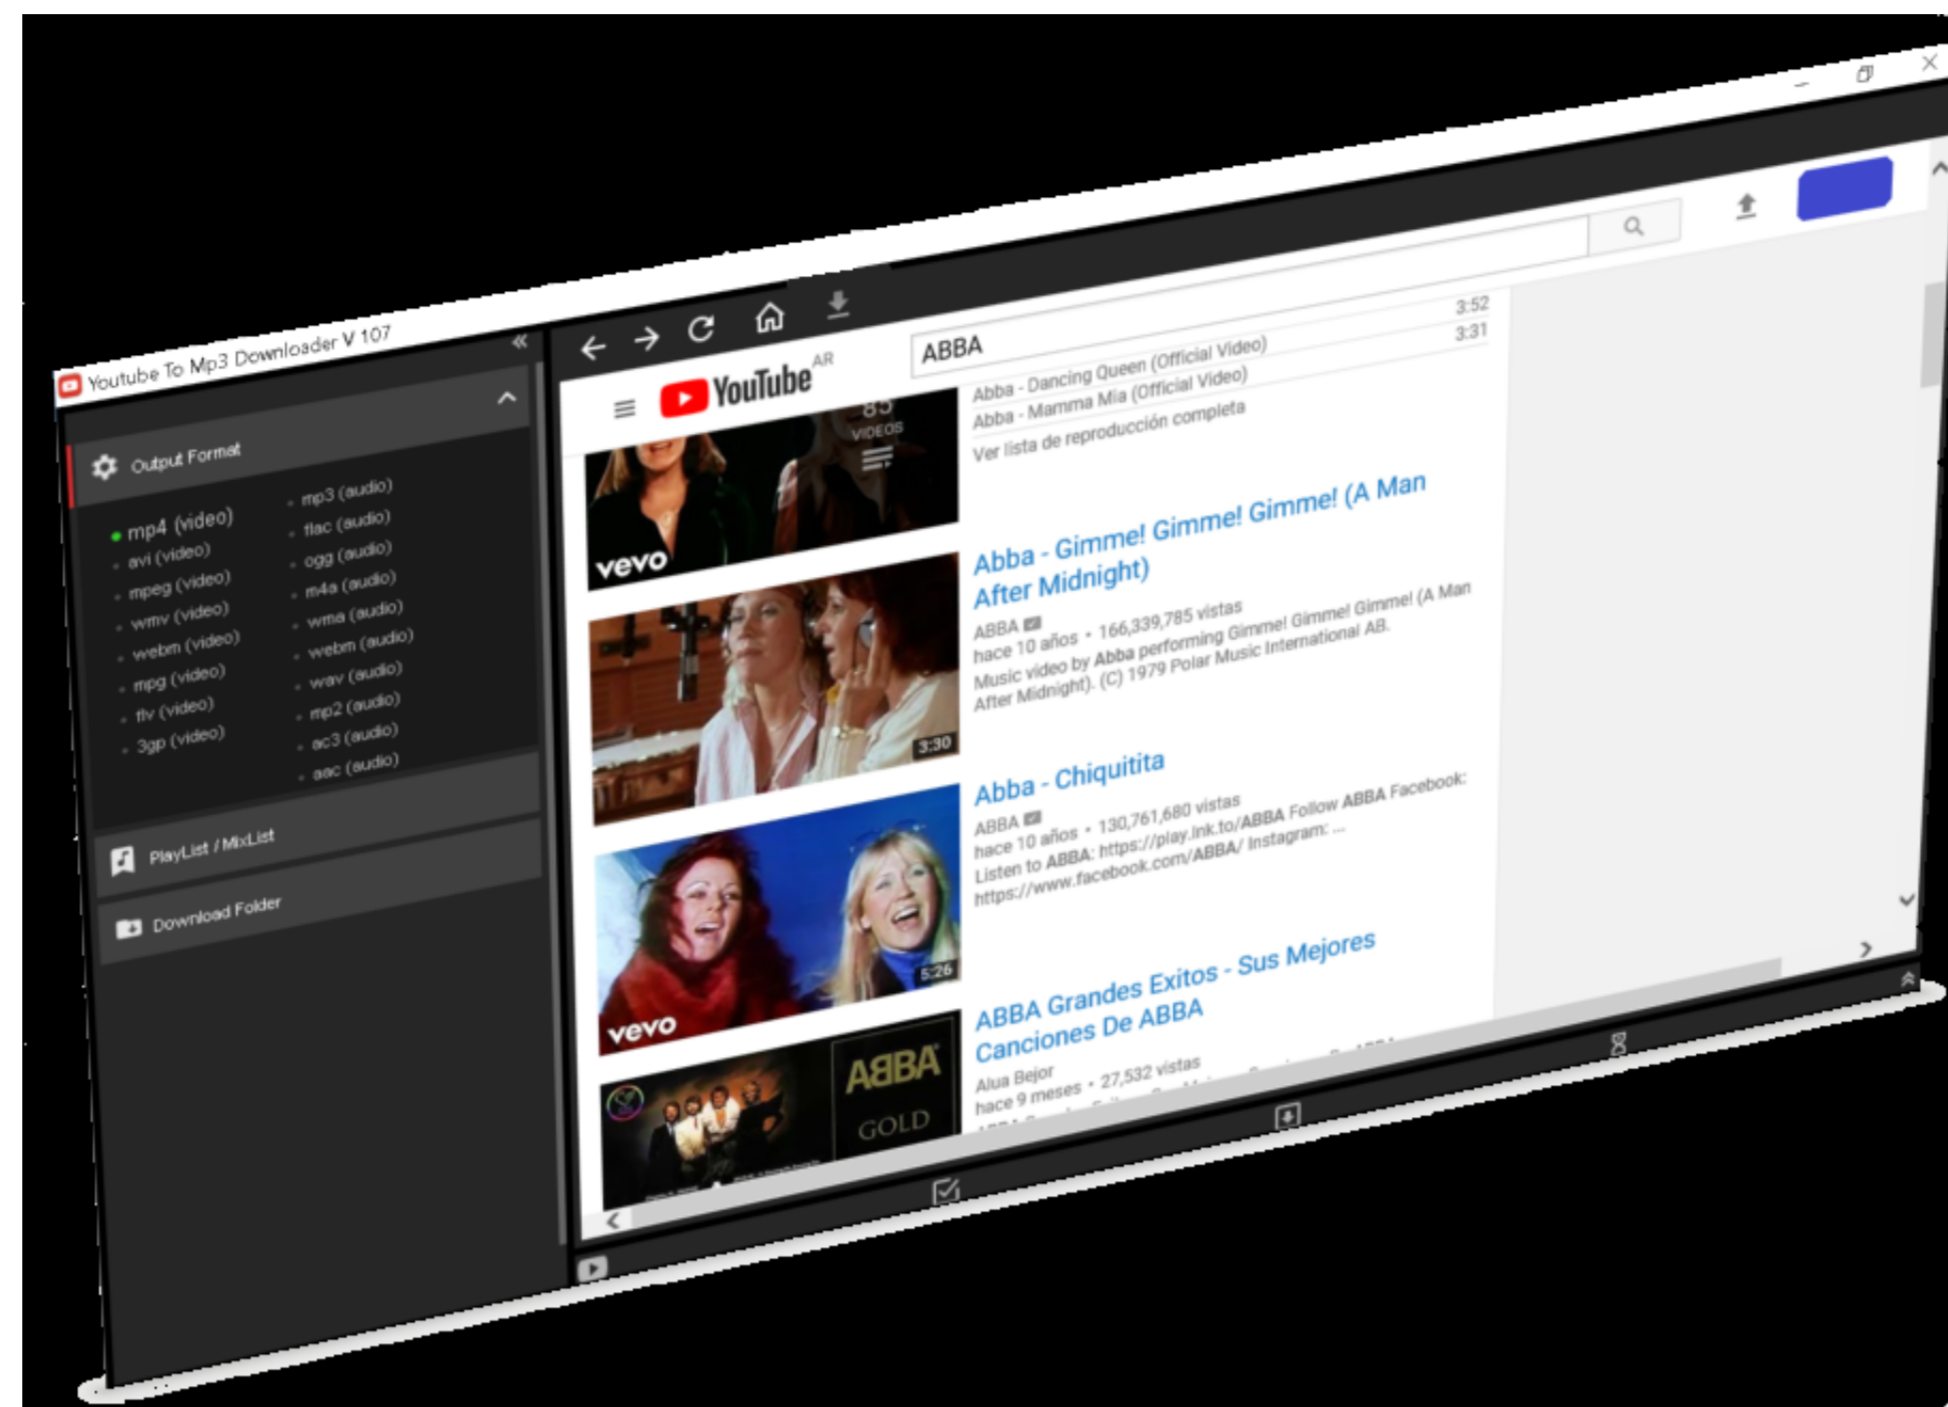 Youtube To Mp3 Downloader V 107
Output Format
mp4 (video)
avi (video)
mpeg (video)
wmv (video)
webm (video)
mpg (video)
flv (video)
3gp (video)
mp3 (audio)
flac (audio)
ogg (audio)
m4a (audio)
wma (audio)
webm (audio)
wav (audio)
mp2 (audio)
ac3 (audio)
aac (audio)
PlayList / MixList
Download Folder
YouTube AR
ABBA
85
VIDEOS
vevo
Abba - Dancing Queen (Official Video) 3:52
Abba - Mamma Mia (Official Video) 3:31
Ver lista de reproducción completa
3:30
Abba - Gimme! Gimme! Gimme! (A Man
After Midnight)
ABBA
hace 10 años • 166,339,785 vistas
Music video by Abba performing Gimme! Gimme! Gimme! (A Man
After Midnight). (C) 1979 Polar Music International AB.
vevo
5:26
Abba - Chiquitita
ABBA
hace 10 años • 130,761,680 vistas
Listen to ABBA: https://play.lnk.to/ABBA Follow ABBA Facebook:
https://www.facebook.com/ABBA/ Instagram: ...
ABBA
GOLD
ABBA Grandes Exitos - Sus Mejores
Canciones De ABBA
Alua Bejor
hace 9 meses • 27,532 vistas